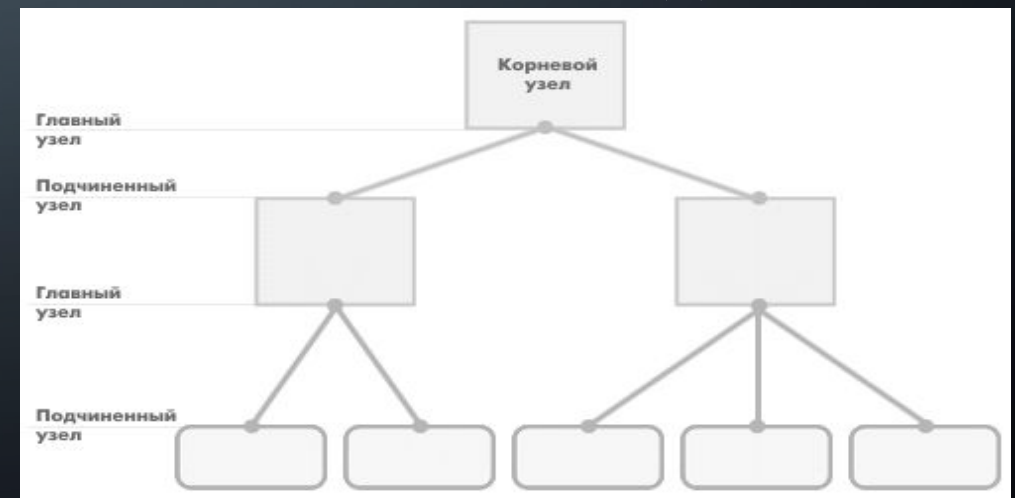 Корневой
узел
Главный
узел
Подчиненный
узел
Главный
узел
Подчиненный
узел